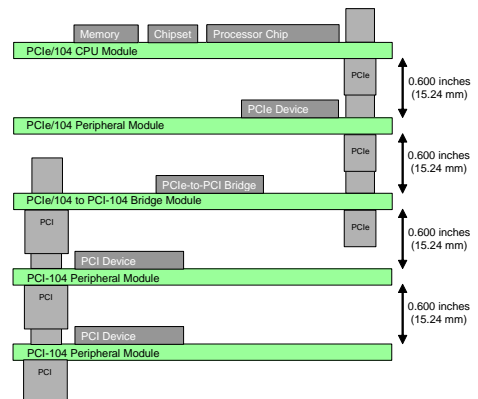 Memory
Chipset
Processor Chip
PCIe/104 CPU Module
PCIe
0.600 inches
(15.24 mm)
PCIe Device
PCIe/104 Peripheral Module
PCIe
0.600 inches
(15.24 mm)
PCIe-to-PCI Bridge
PCIe/104 to PCI-104 Bridge Module
PCI
PCIe
0.600 inches
(15.24 mm)
PCI Device
PCI-104 Peripheral Module
PCI
0.600 inches
(15.24 mm)
PCI Device
PCI-104 Peripheral Module
PCI